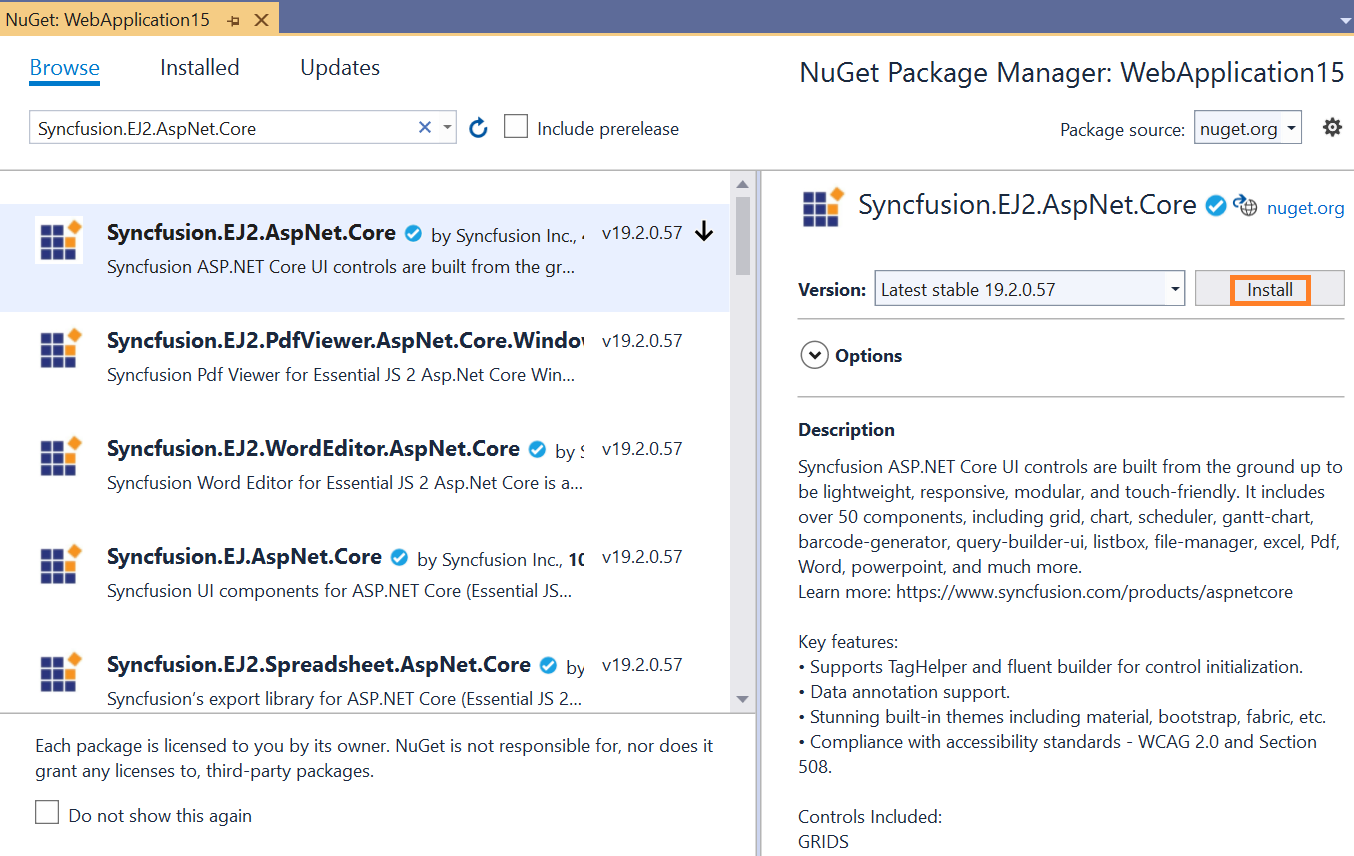 NuGet: WebApplication15
Browse
Installed
Updates
NuGet Package Manager: WebApplication15
Syncfusion.EJ2.AspNet.Core
Include prerelease
Package source:
nuget.org
Syncfusion.EJ2.AspNet.Core by Syncfusion Inc., v19.2.0.57
Syncfusion ASP.NET Core UI controls are built from the gr...
Syncfusion.EJ2.PdfViewer.AspNet.Core.Windo v19.2.0.57
Syncfusion Pdf Viewer for Essential JS 2 Asp.Net Core Win...
Syncfusion.EJ2.WordEditor.AspNet.Core by v19.2.0.57
Syncfusion Word Editor for Essential JS 2 Asp.Net Core is a...
Syncfusion.EJ.AspNet.Core by Syncfusion Inc., 10 v19.2.0.57
Syncfusion UI components for ASP.NET Core (Essential JS...
Syncfusion.EJ2.Spreadsheet.AspNet.Core by v19.2.0.57
Syncfusion's export library for ASP.NET Core (Essential JS 2...
Each package is licensed to you by its owner. NuGet is not responsible for, nor does it
grant any licenses to, third-party packages.
Do not show this again
Syncfusion.EJ2.AspNet.Core
nuget.org
Version:
Latest stable 19.2.0.57
Install
Options
Description
Syncfusion ASP.NET Core UI controls are built from the ground up to
be lightweight, responsive, modular, and touch-friendly. It includes
over 50 components, including grid, chart, scheduler, gantt-chart,
barcode-generator, query-builder-ui, listbox, file-manager, excel, Pdf,
Word, powerpoint, and much more.
Learn more: https://www.syncfusion.com/products/aspnetcore
Key features:
• Supports TagHelper and fluent builder for control initialization.
• Data annotation support.
• Stunning built-in themes including material, bootstrap, fabric, etc.
• Compliance with accessibility standards - WCAG 2.0 and Section
508.
Controls Included:
GRIDS